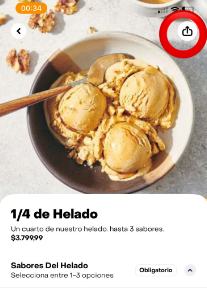 00:34
1/4 de Helado
Un cuarto de nuestro helado. hasta 3 sabores.
$3.799,99
Sabores Del Helado
Obligatorio
Selecciona entre 1-3 opciones